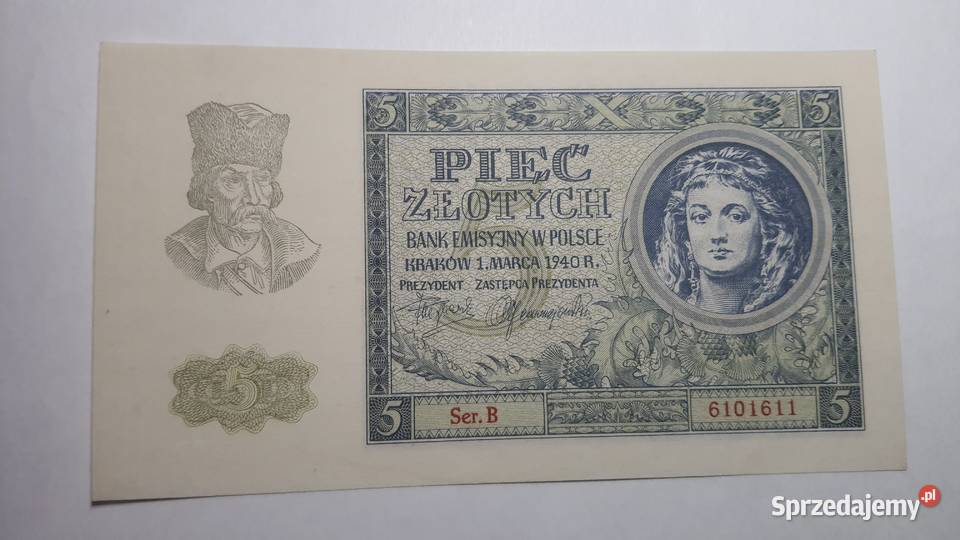 5
5
PIĘĆ
ZŁOTYCH
BANK EMISYJNY W POLSCE
KRAKÓW 1. MARCA 1940 R.
PREZYDENT ZASTĘPCA PREZYDENTA
5
5
Ser. B
6101611
5
Sprzedajemy.pl